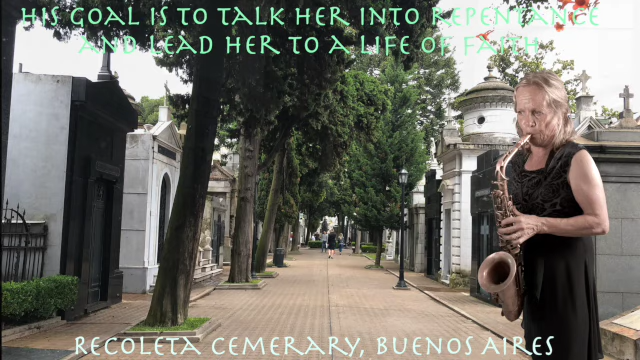 HIS GOAL IS TO TALK HER INTO REPENTANCE
AND LEAD HER TO A LIFE OF FAITH
RECOLETA CEMERARY, BUENOS AIRES